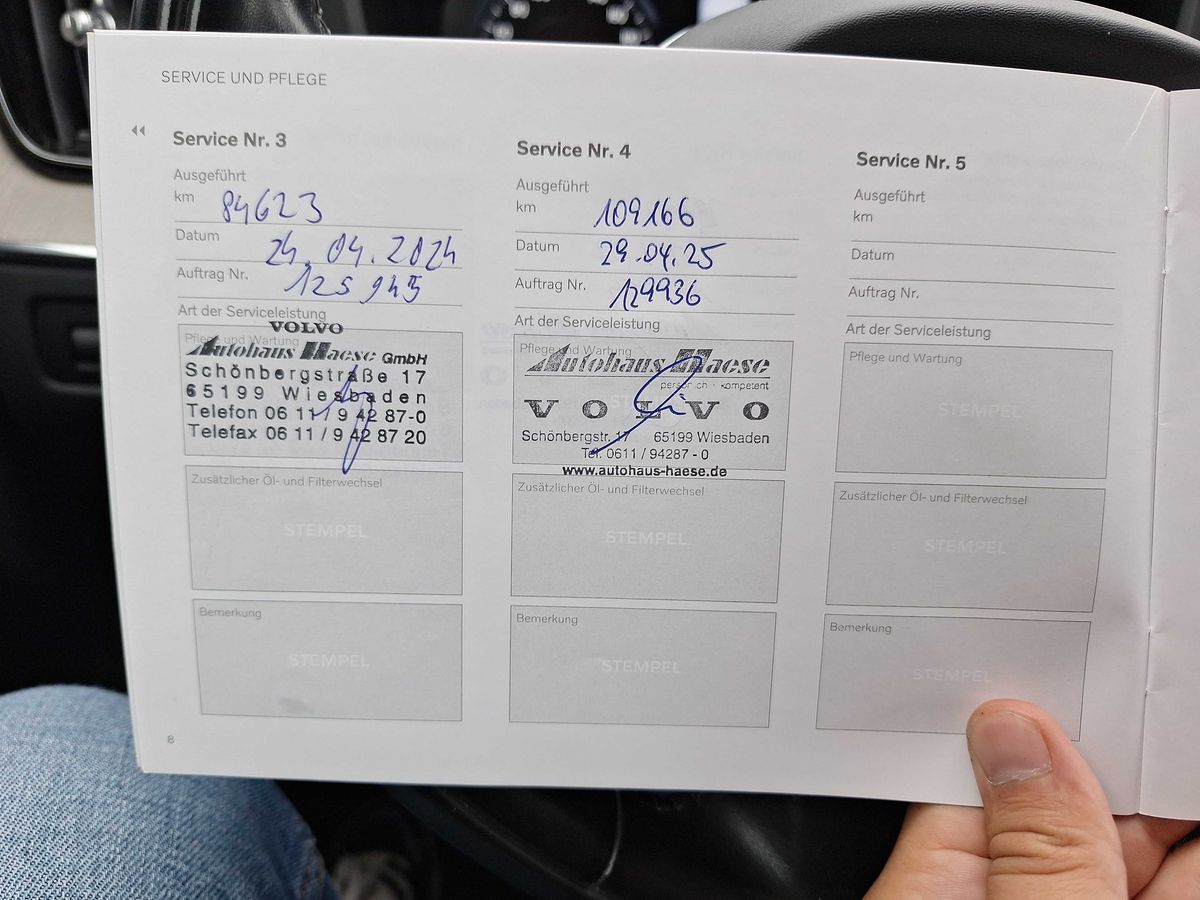 SERVICE UND PFLEGE
Service Nr. 3
Ausgeführt
km 84623
Datum 24.04.2024
Auftrag Nr. 125945
Art der Serviceleistung
Pflege und Wartung
VOLVO
Autohaus Haese GmbH
Schönbergstraße 17
65199 Wiesbaden
Telefon 06 11 / 9 42 87-0
Telefax 06 11 / 9 42 87 20
Zusätzlicher Öl- und Filterwechsel
STEMPEL
Bemerkung
STEMPEL
8
Service Nr. 4
Ausgeführt
km 109166
Datum 29.04.25
Auftrag Nr. 129936
Art der Serviceleistung
Pflege und Wartung
Autohaus Haese
VOLVO
Schönbergstr. 17 65199 Wiesbaden
Tel. 0611 / 94287 - 0
www.autohaus-haese.de
Zusätzlicher Öl- und Filterwechsel
STEMPEL
Bemerkung
STEMPEL
Service Nr. 5
Ausgeführt
km
Datum
Auftrag Nr.
Art der Serviceleistung
Pflege und Wartung
STEMPEL
Zusätzlicher Öl- und Filterwechsel
STEMPEL
Bemerkung
STEMPEL